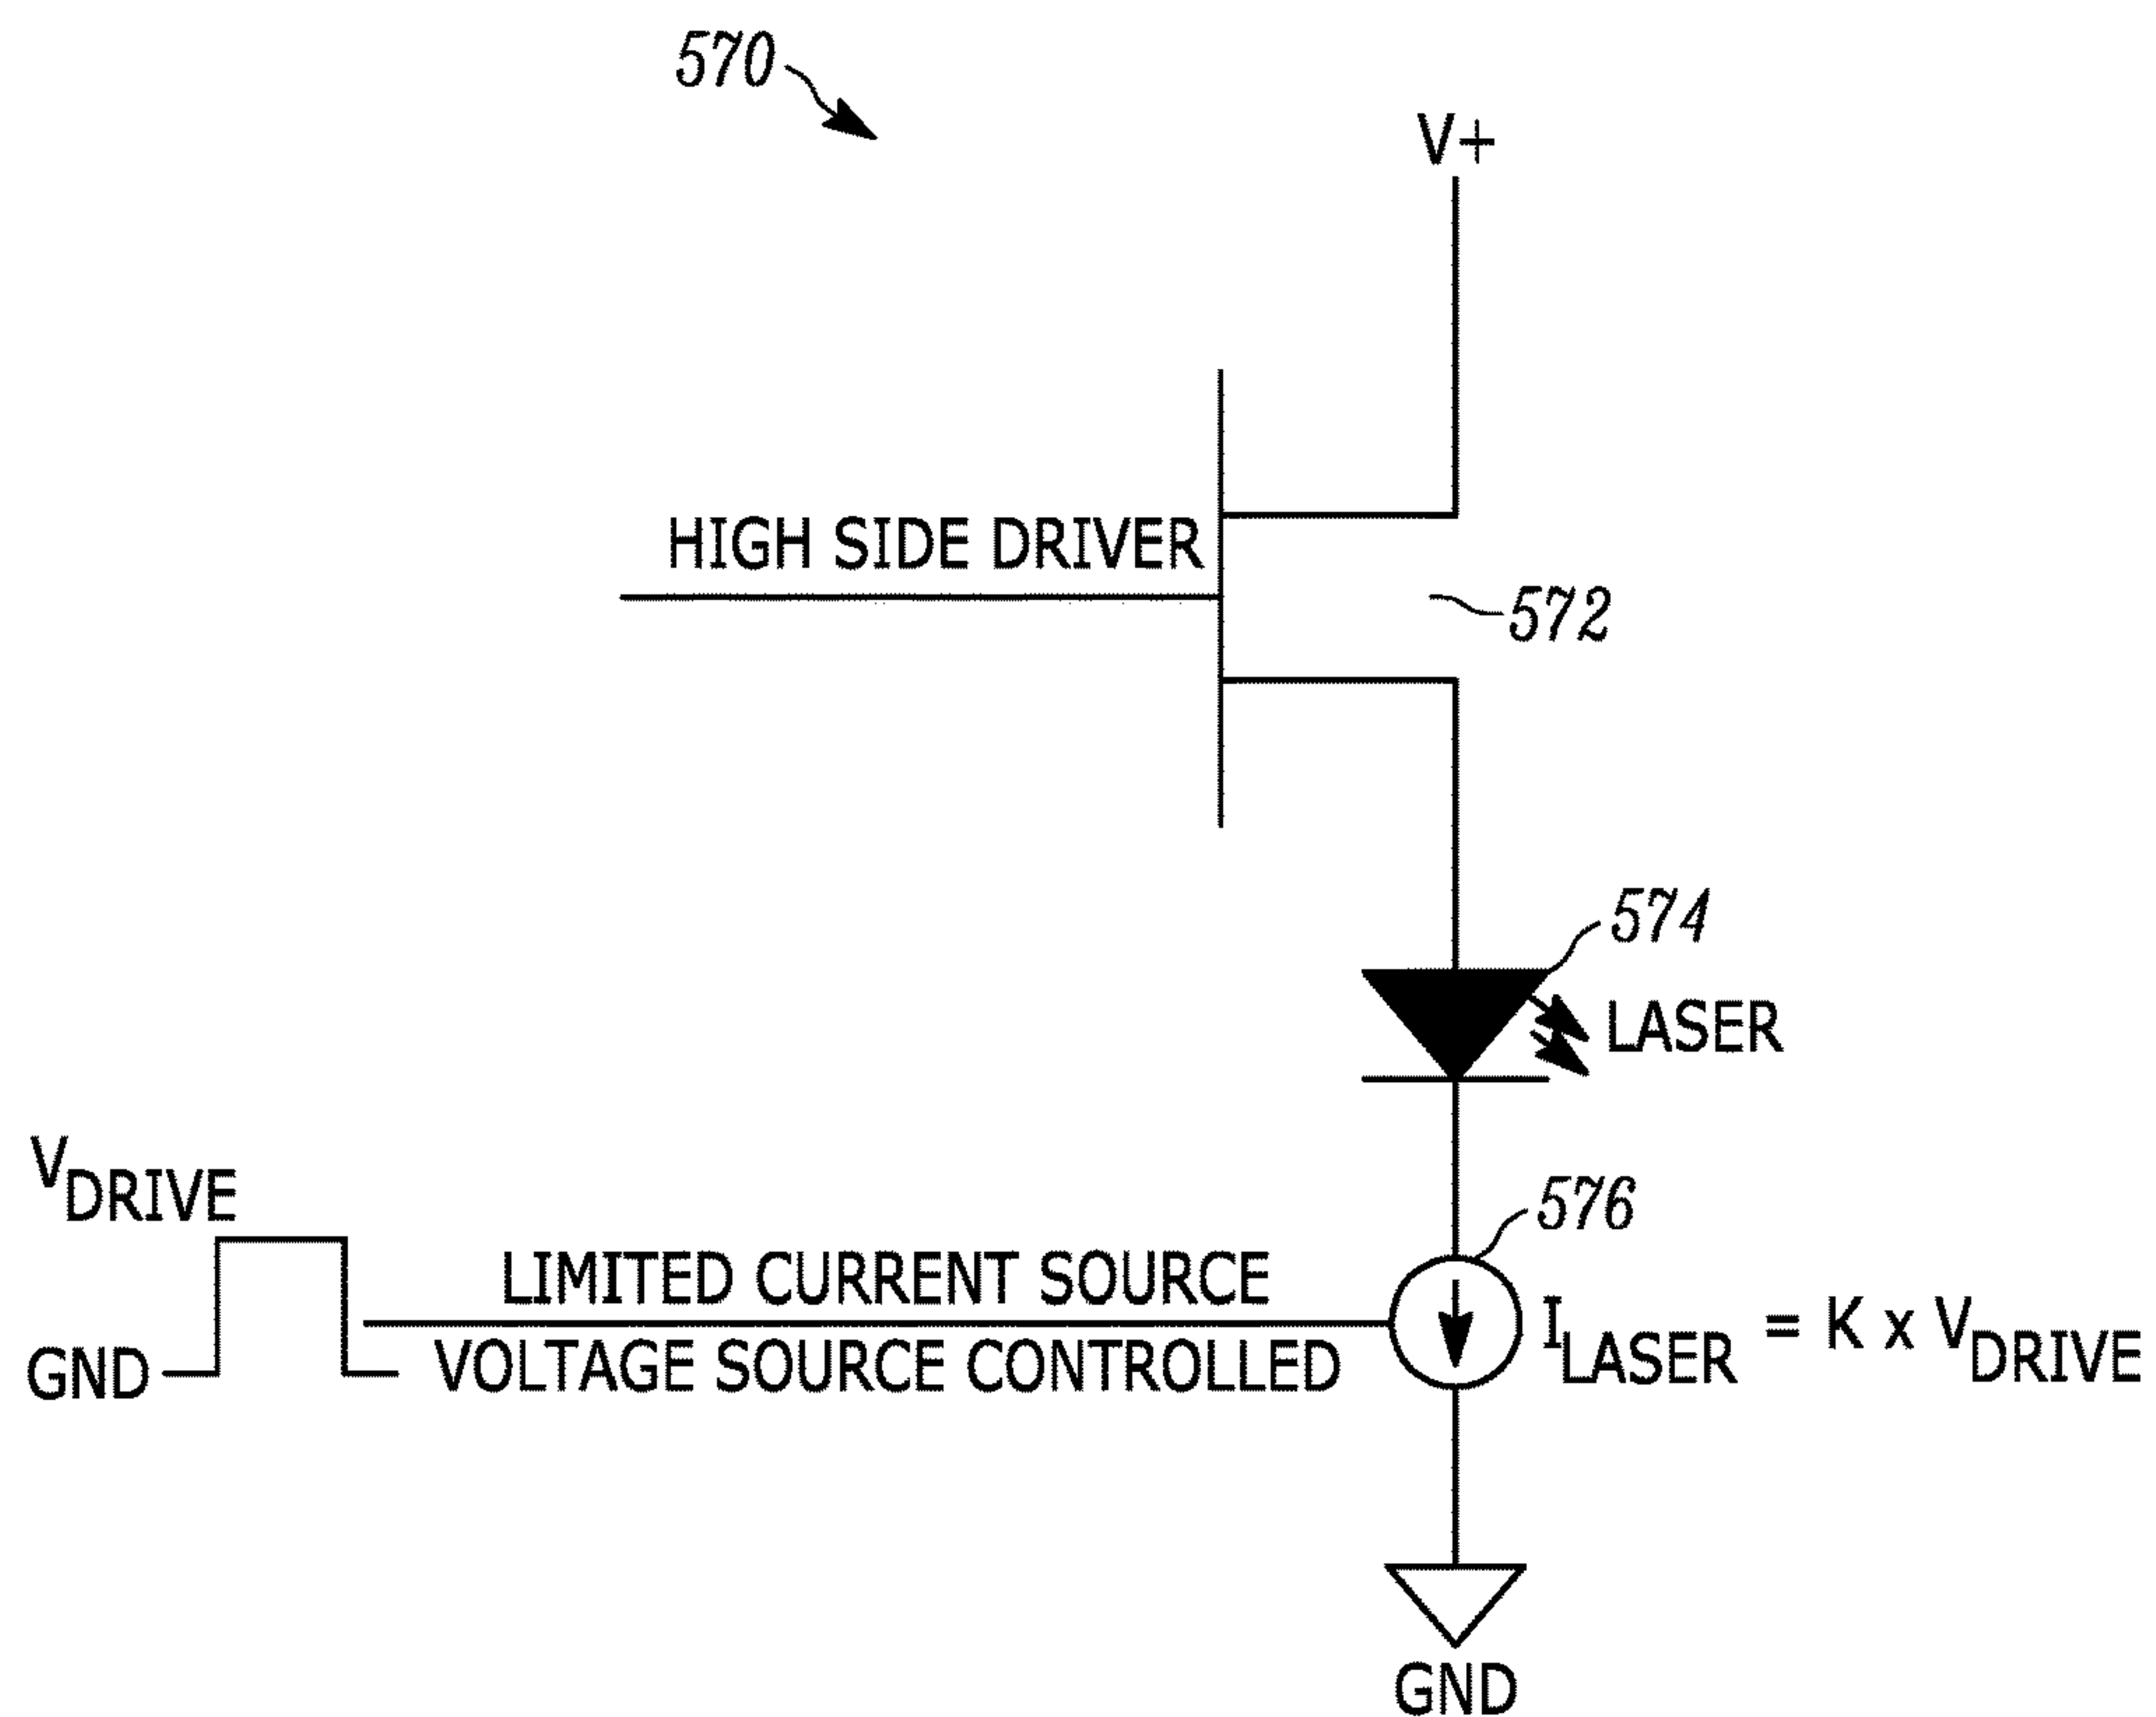 570
V+
HIGH SIDE DRIVER
572
574
LASER
VDRIVE
576
LIMITED CURRENT SOURCE
ILASER = K x VDRIVE
GND
VOLTAGE SOURCE CONTROLLED
GND